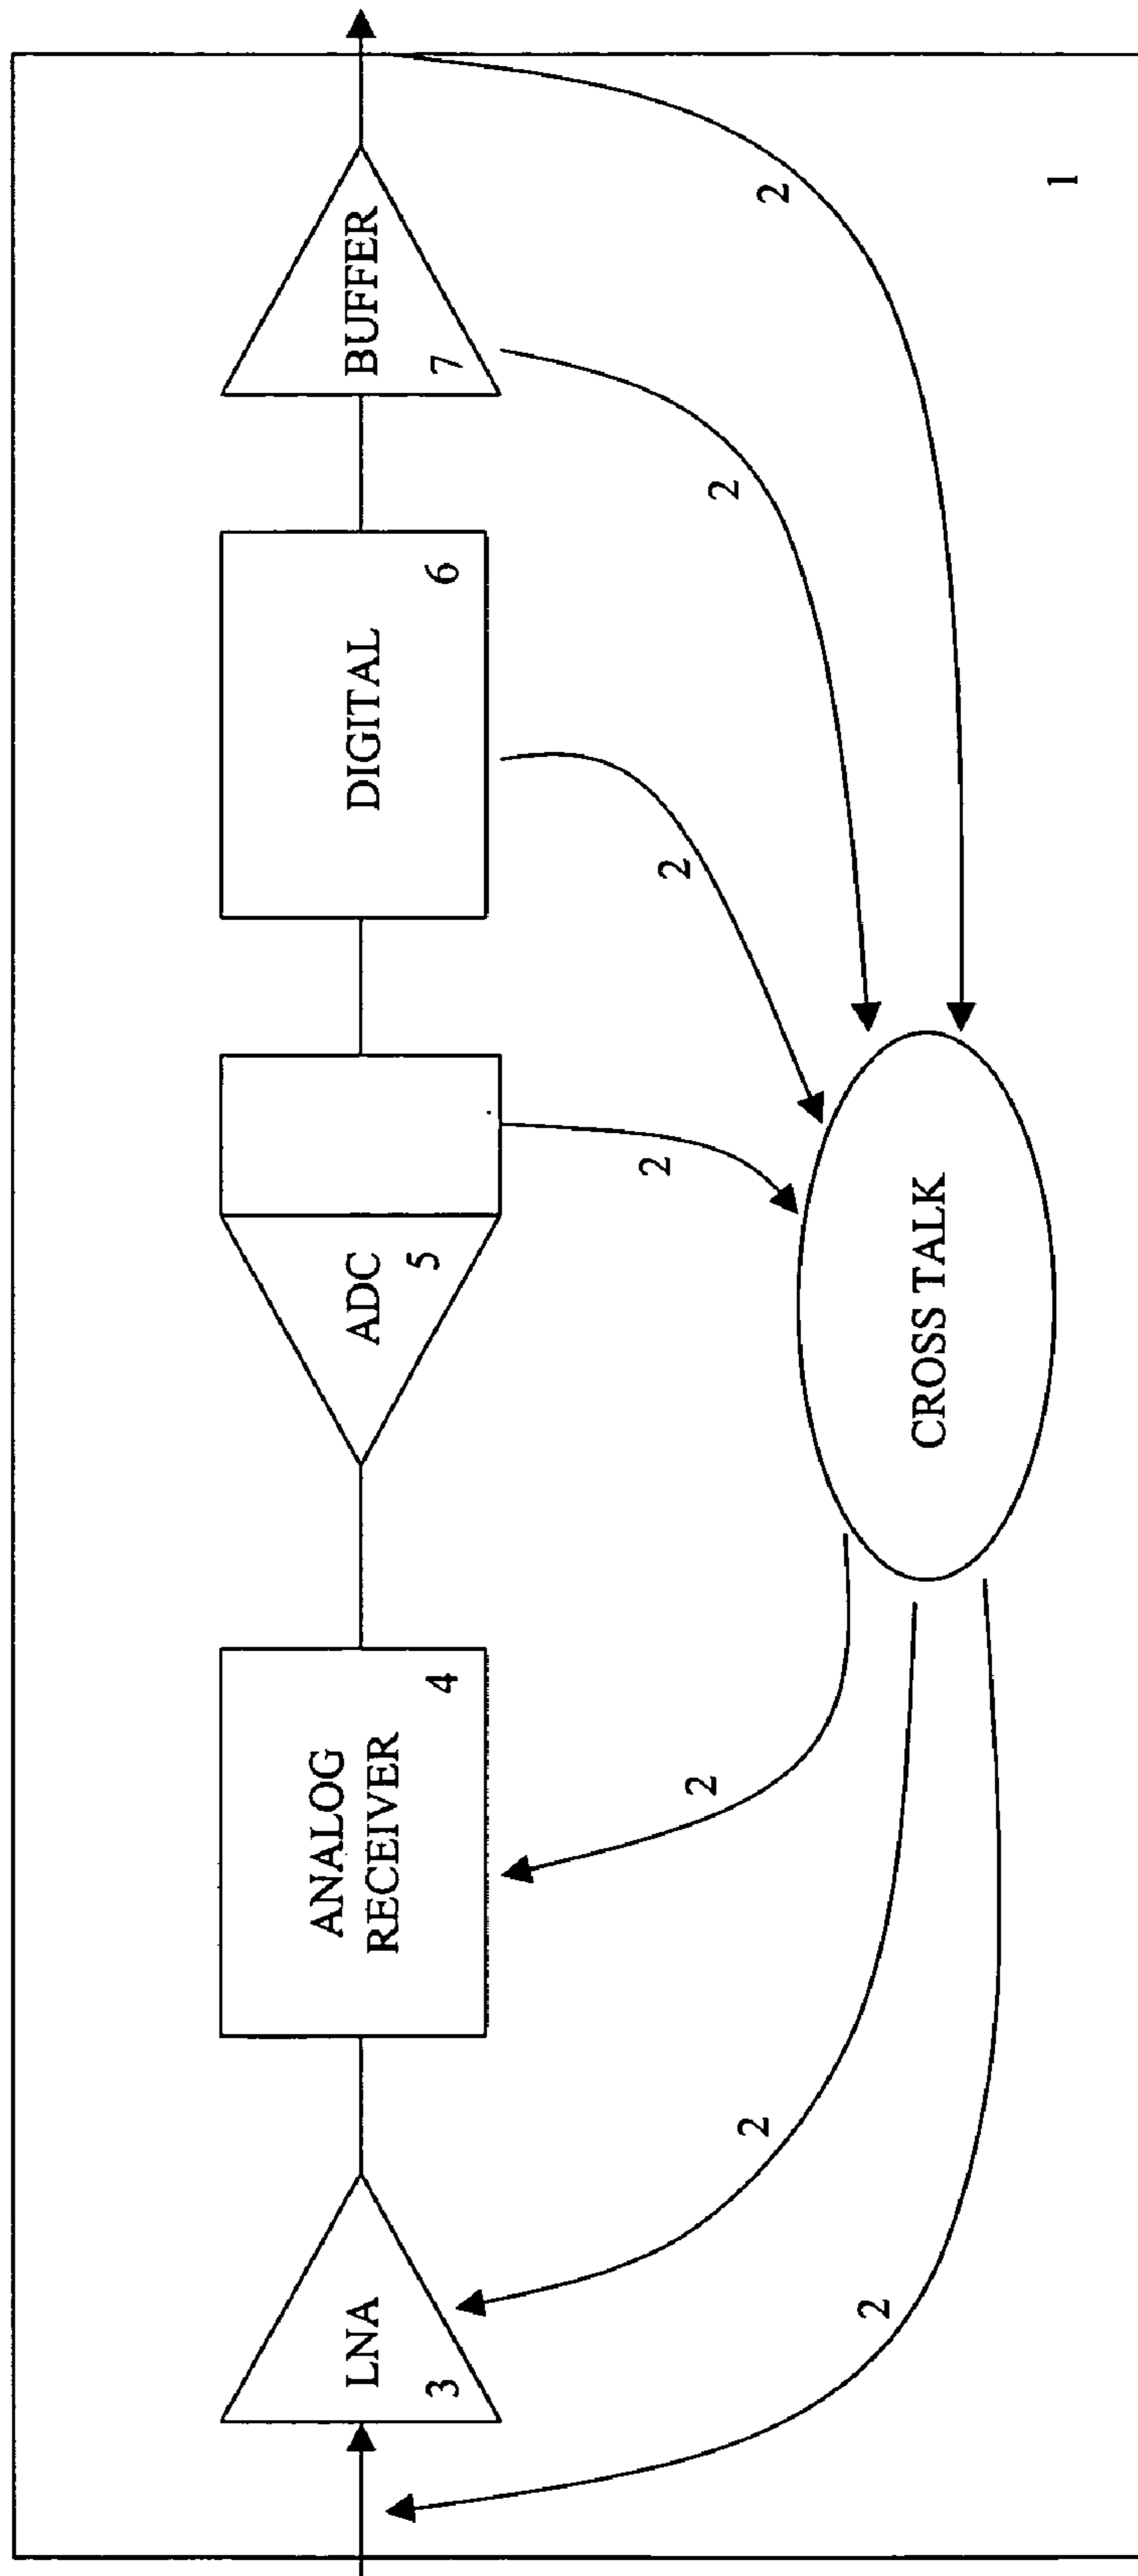 LNA
3
ANALOG
RECEIVER
4
ADC
5
DIGITAL
6
BUFFER
7
2
2
2
2
2
2
2
CROSS TALK
1